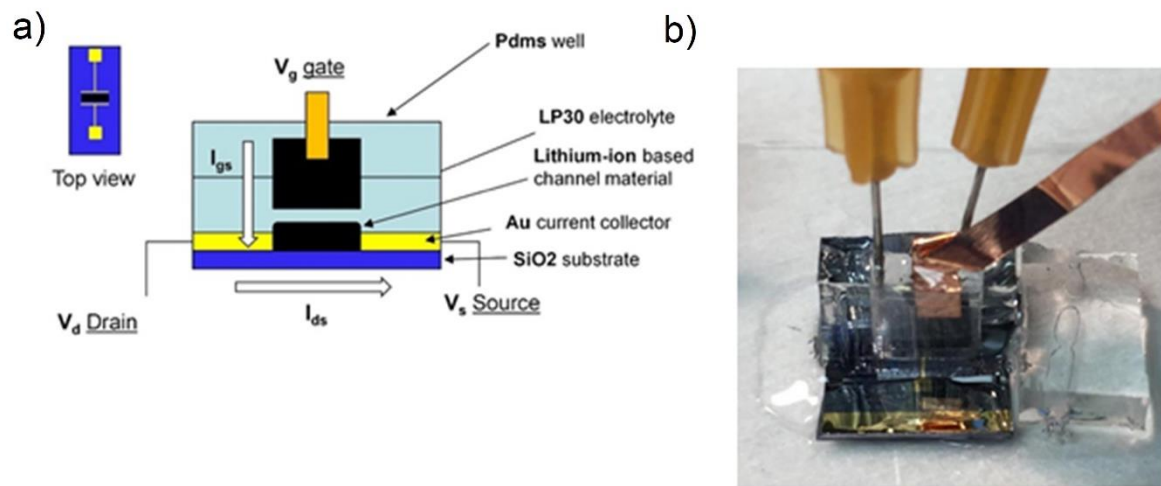 a)
b)
Top view
Pdms well
Vg gate
LP30 electrolyte
Igs
Lithium-ion based
channel material
Au current collector
SiO2 substrate
Vd Drain
Ids
Vs Source